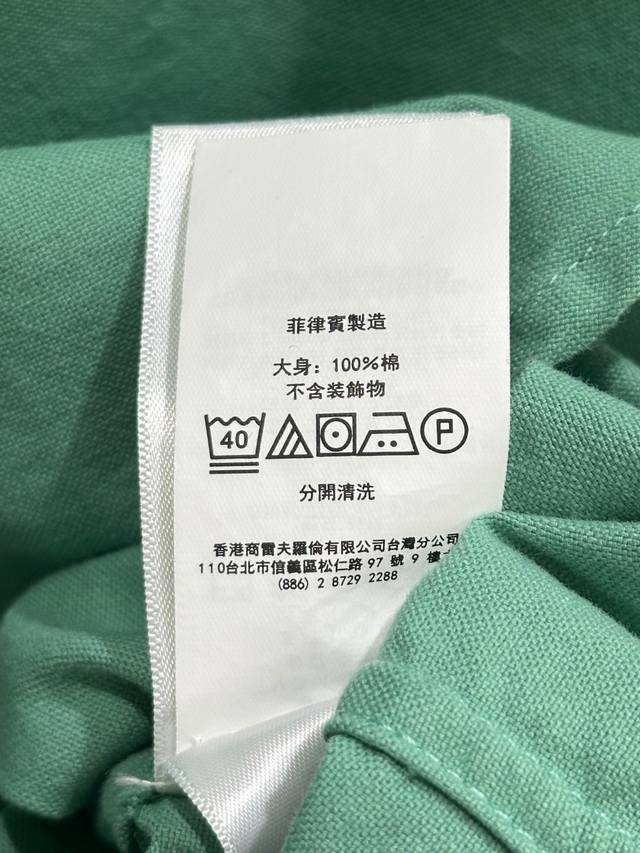 菲律賓製造
大身：100%棉
不含裝飾物
40 P
分開清洗
香港商雷夫羅倫有限公司台灣分公司
110台北市信義區松仁路 97 號 9 樓
(886) 2 8729 2288